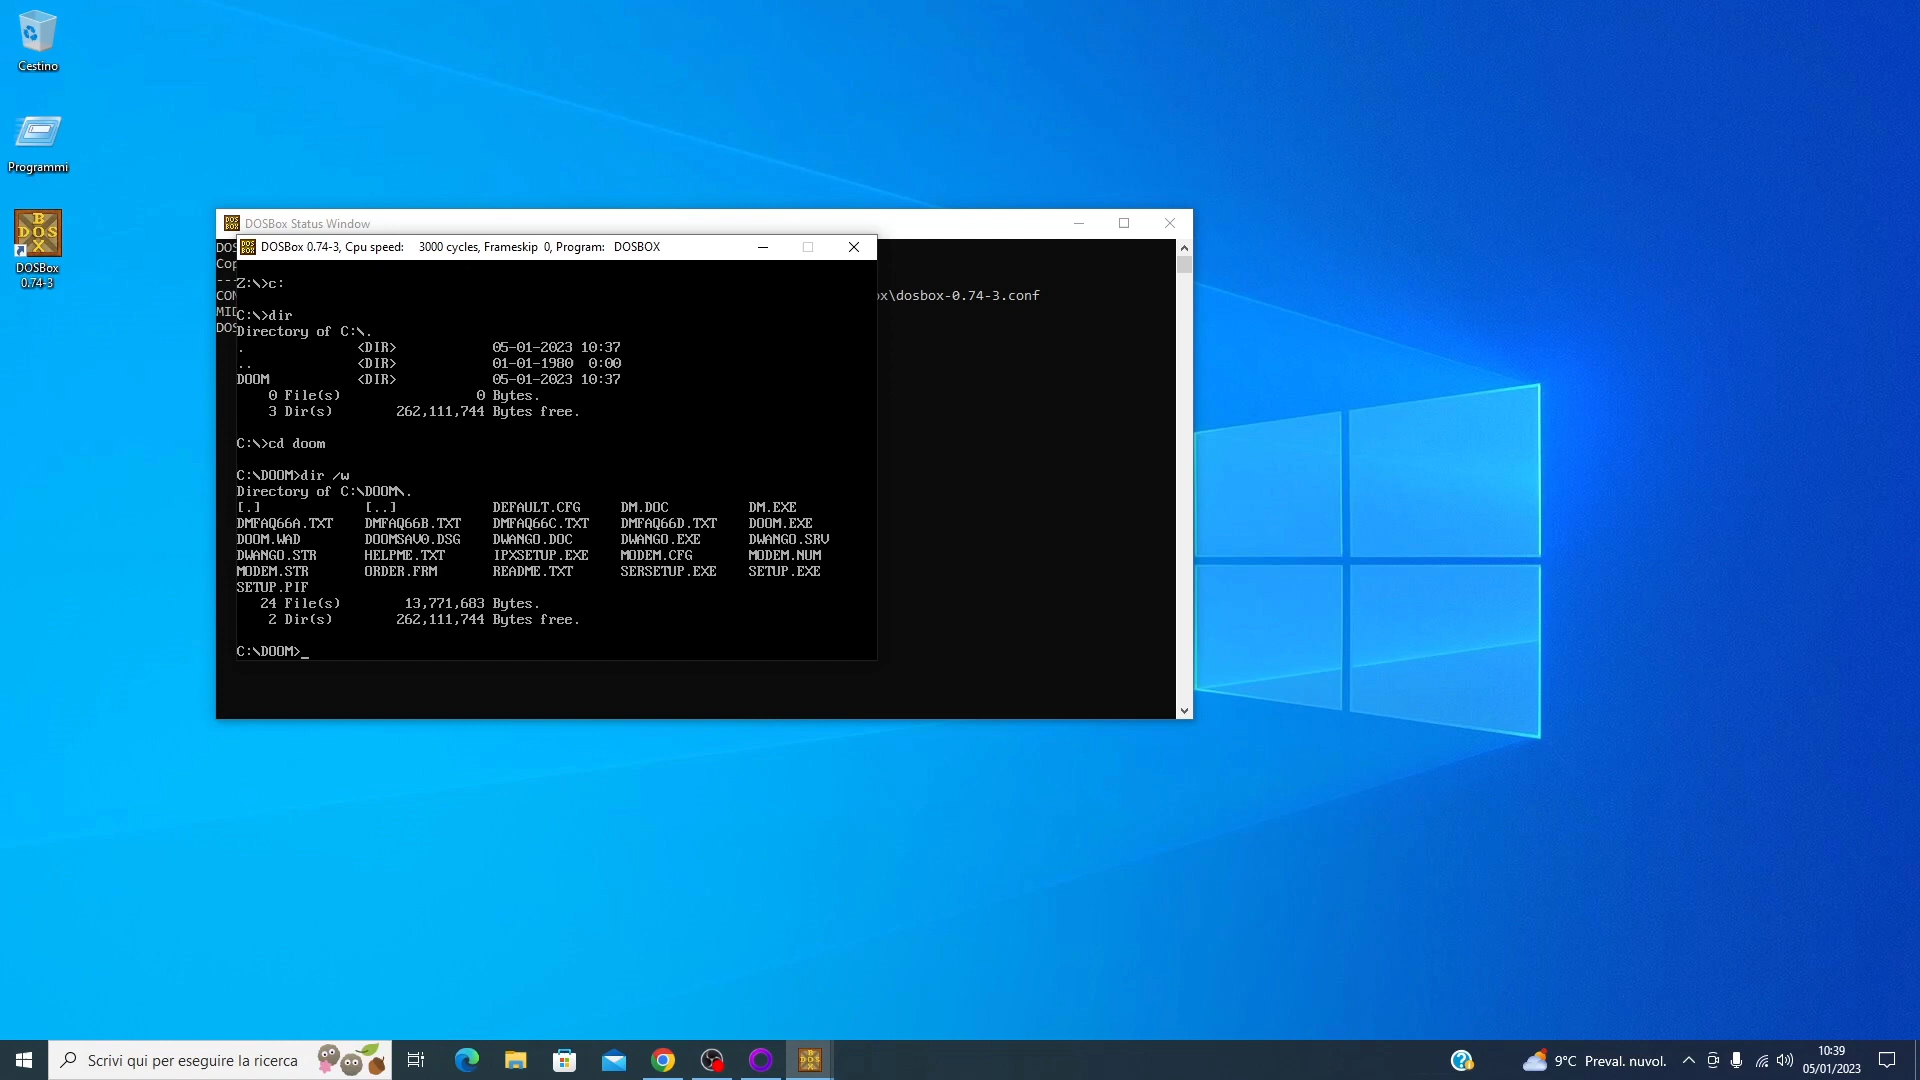 Cestino
Programmi
DOSBox
0.74-3
DOSBox Status Window
DOSBox 0.74-3, Cpu speed:    3000 cycles, Frameskip  0, Program:   DOSBOX
x\dosbox-0.74-3.conf
Z:\>c:
C:\>dir
Directory of C:\.
.              <DIR>            05-01-2023 10:37
..             <DIR>            01-01-1980  0:00
DOOM           <DIR>            05-01-2023 10:37
    0 File(s)                 0 Bytes.
    3 Dir(s)        262,111,744 Bytes free.
C:\>cd doom
C:\DOOM>dir /w
Directory of C:\DOOM\.
[.]             [..]            DEFAULT.CFG     DM.DOC          DM.EXE
DMFAQ66A.TXT    DMFAQ66B.TXT    DMFAQ66C.TXT    DMFAQ66D.TXT    DOOM.EXE
DOOM.WAD        DOOMSAV0.DSG    DWANGO.DOC      DWANGO.EXE      DWANGO.SRV
DWANGO.STR      HELPME.TXT      IPXSETUP.EXE    MODEM.CFG       MODEM.NUM
MODEM.STR       ORDER.FRM       README.TXT      SERSETUP.EXE    SETUP.EXE
SETUP.PIF
   24 File(s)        13,771,683 Bytes.
    2 Dir(s)        262,111,744 Bytes free.
C:\DOOM>_
Scrivi qui per eseguire la ricerca
9°C  Preval. nuvol.
10:39
05/01/2023